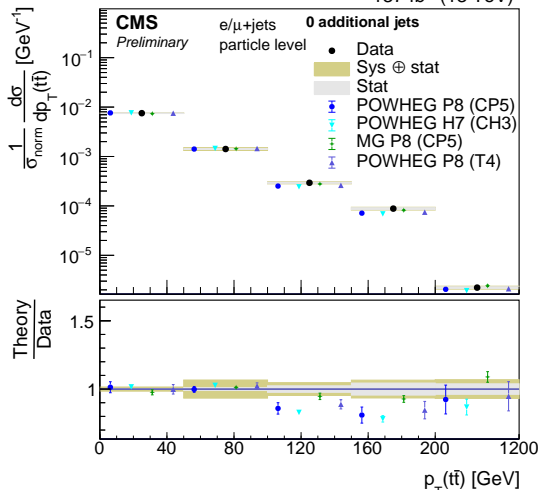 CMS
Preliminary
e/μ+jets
particle level
0 additional jets
Data
Sys ⊕ stat
Stat
POWHEG P8 (CP5)
POWHEG H7 (CH3)
MG P8 (CP5)
POWHEG P8 (T4)
1/σnorm dσ/dpT(tt̄) [GeV⁻¹]
1
10⁻¹
10⁻²
10⁻³
10⁻⁴
10⁻⁵
Theory
Data
1.5
1
0 40 80 120 160 200 1200
pT(tt̄) [GeV]